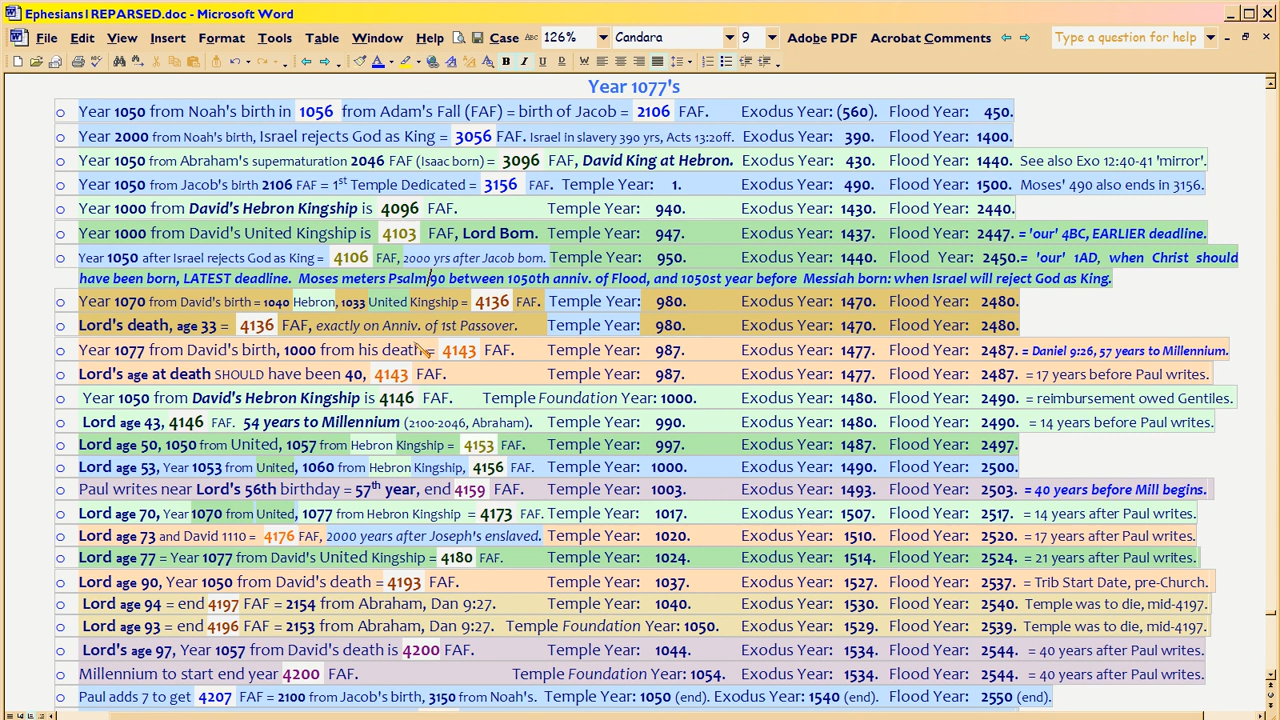 Ephesians1REPARSED.doc - Microsoft Word
File Edit View Insert Format Tools Table Window Help Case 126% Candara 9 Adobe PDF Acrobat Comments Type a question for help
Year 1077's
Year 1050 from Noah's birth in 1056 from Adam's Fall (FAF) = birth of Jacob = 2106 FAF. Exodus Year: (560). Flood Year: 450.
Year 2000 from Noah's birth, Israel rejects God as King = 3056 FAF. Israel in slavery 390 yrs, Acts 13:20ff. Exodus Year: 390. Flood Year: 1400.
Year 1050 from Abraham's supermaturation 2046 FAF (Isaac born) = 3096 FAF, David King at Hebron. Exodus Year: 430. Flood Year: 1440. See also Exo 12:40-41 'mirror'.
Year 1050 from Jacob's birth 2106 FAF = 1st Temple Dedicated = 3156 FAF. Temple Year: 1. Exodus Year: 490. Flood Year: 1500. Moses' 490 also ends in 3156.
Year 1000 from David's Hebron Kingship is 4096 FAF. Temple Year: 940. Exodus Year: 1430. Flood Year: 2440.
Year 1000 from David's United Kingship is 4103 FAF, Lord Born. Temple Year: 947. Exodus Year: 1437. Flood Year: 2447. = 'our' 4BC, EARLIER deadline.
Year 1050 after Israel rejects God as King = 4106 FAF, 2000 yrs after Jacob born. Temple Year: 950. Exodus Year: 1440. Flood Year: 2450. = 'our' 1AD, when Christ should
have been born, LATEST deadline. Moses meters Psalm 90 between 1050th anniv. of Flood, and 1050st year before Messiah born: when Israel will reject God as King.
Year 1070 from David's birth = 1040 Hebron, 1033 United Kingship = 4136 FAF. Temple Year: 980. Exodus Year: 1470. Flood Year: 2480.
Lord's death, age 33 = 4136 FAF, exactly on Anniv. of 1st Passover. Temple Year: 980. Exodus Year: 1470. Flood Year: 2480.
Year 1077 from David's birth, 1000 from his death = 4143 FAF. Temple Year: 987. Exodus Year: 1477. Flood Year: 2487. = Daniel 9:26, 57 years to Millennium.
Lord's age at death SHOULD have been 40, 4143 FAF. Temple Year: 987. Exodus Year: 1477. Flood Year: 2487. = 17 years before Paul writes.
Year 1050 from David's Hebron Kingship is 4146 FAF. Temple Foundation Year: 1000. Exodus Year: 1480. Flood Year: 2490. = reimbursement owed Gentiles.
Lord age 43, 4146 FAF. 54 years to Millennium (2100-2046, Abraham). Temple Year: 990. Exodus Year: 1480. Flood Year: 2490. = 14 years before Paul writes.
Lord age 50, 1050 from United, 1057 from Hebron Kingship = 4153 FAF. Temple Year: 997. Exodus Year: 1487. Flood Year: 2497.
Lord age 53, Year 1053 from United, 1060 from Hebron Kingship, 4156 FAF. Temple Year: 1000. Exodus Year: 1490. Flood Year: 2500.
Paul writes near Lord's 56th birthday = 57th year, end 4159 FAF. Temple Year: 1003. Exodus Year: 1493. Flood Year: 2503. = 40 years before Mill begins.
Lord age 70, Year 1070 from United, 1077 from Hebron Kingship = 4173 FAF. Temple Year: 1017. Exodus Year: 1507. Flood Year: 2517. = 14 years after Paul writes.
Lord age 73 and David 1110 = 4176 FAF, 2000 years after Joseph's enslaved. Temple Year: 1020. Exodus Year: 1510. Flood Year: 2520. = 17 years after Paul writes.
Lord age 77 = Year 1077 from David's United Kingship = 4180 FAF. Temple Year: 1024. Exodus Year: 1514. Flood Year: 2524. = 21 years after Paul writes.
Lord age 90, Year 1050 from David's death = 4193 FAF. Temple Year: 1037. Exodus Year: 1527. Flood Year: 2537. = Trib Start Date, pre-Church.
Lord age 94 = end 4197 FAF = 2154 from Abraham, Dan 9:27. Temple Year: 1040. Exodus Year: 1530. Flood Year: 2540. Temple was to die, mid-4197.
Lord age 93 = end 4196 FAF = 2153 from Abraham, Dan 9:27. Temple Foundation Year: 1050. Exodus Year: 1529. Flood Year: 2539. Temple was to die, mid-4197.
Lord's age 97, Year 1057 from David's death is 4200 FAF. Temple Year: 1044. Exodus Year: 1534. Flood Year: 2544. = 40 years after Paul writes.
Millennium to start end year 4200 FAF. Temple Foundation Year: 1054. Exodus Year: 1534. Flood Year: 2544. = 40 years after Paul writes.
Paul adds 7 to get 4207 FAF = 2100 from Jacob's birth, 3150 from Noah's. Temple Year: 1050 (end). Exodus Year: 1540 (end). Flood Year: 2550 (end).